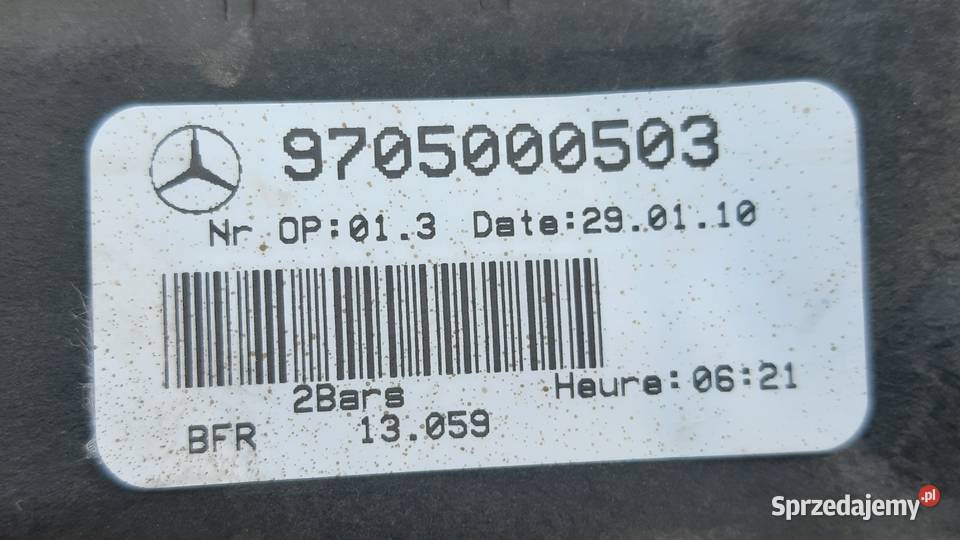 9705000503
Nr OP:01.3 Date:29.01.10
2Bars
Heure:06:21
BFR 13.059
Sprzedajemy.pl